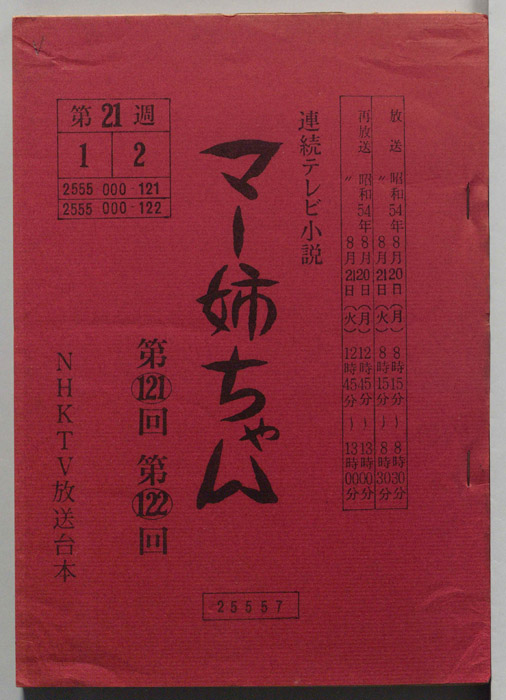 放送 昭和54年8月20日(月) 8時15分〜8時30分
〃 8月21日(火) 8時15分〜8時30分
再放送 昭和54年8月20日(月) 12時45分〜13時00分
〃 8月21日(火) 12時45分〜13時00分
連続テレビ小説
マー姉ちゃん
第121回 第122回
第21週
1 2
2555 000 121
2555 000 122
NHKTV放送台本
25557